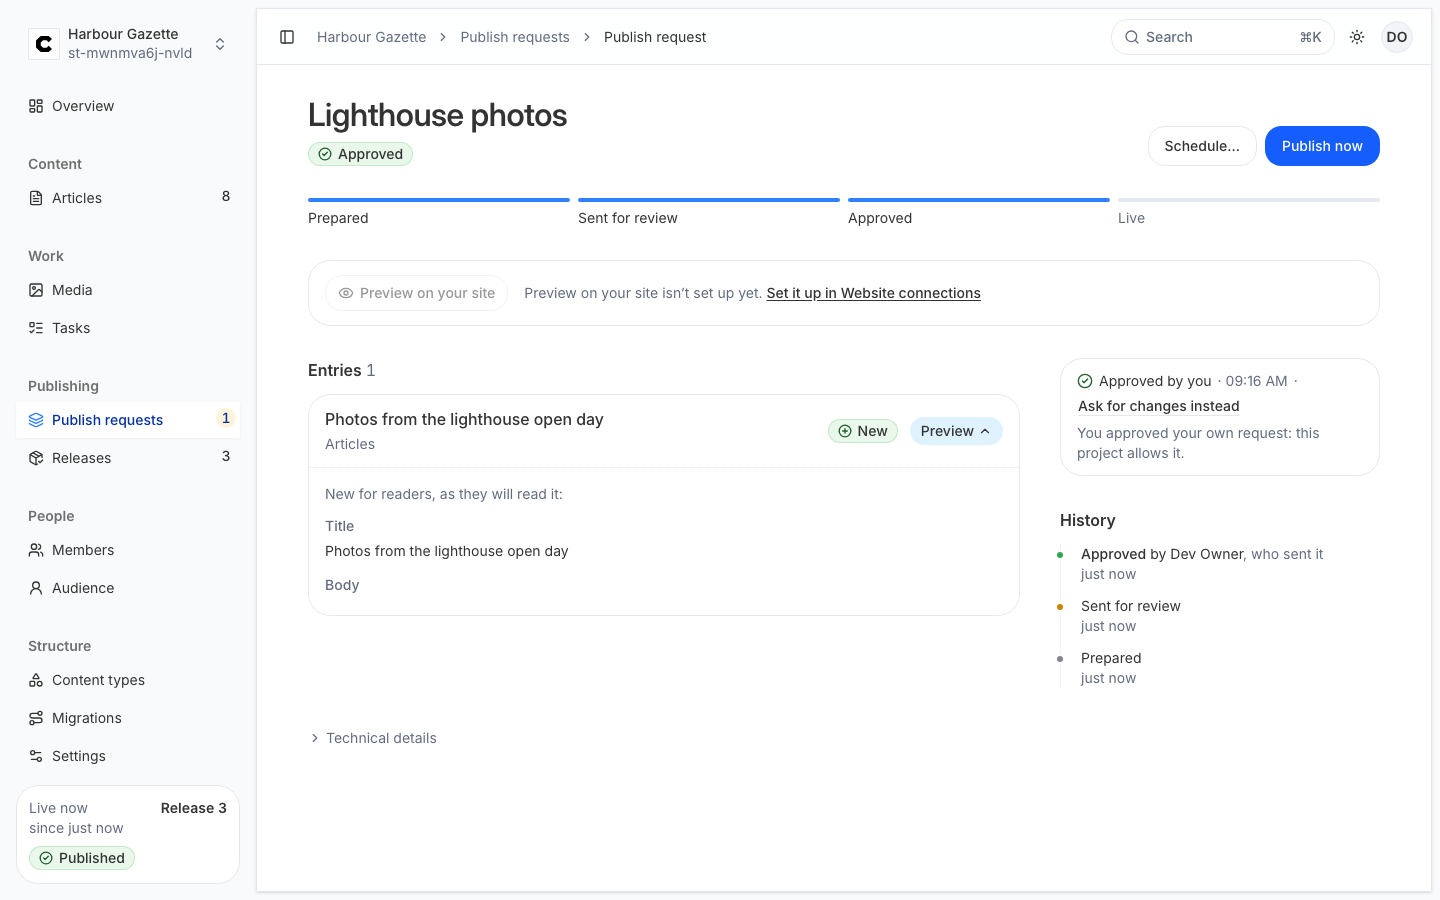 Harbour Gazette
st-mwnmva6j-nvld
Overview
Content
Articles 8
Work
Media
Tasks
Publishing
Publish requests 1
Releases 3
People
Members
Audience
Structure
Content types
Migrations
Settings
Live now Release 3
since just now
Published
Harbour Gazette > Publish requests > Publish request
Search ⌘K
DO
Lighthouse photos
Approved
Schedule...
Publish now
Prepared
Sent for review
Approved
Live
Preview on your site
Preview on your site isn’t set up yet. Set it up in Website connections
Entries 1
Photos from the lighthouse open day
Articles
New
Preview
New for readers, as they will read it:
Title
Photos from the lighthouse open day
Body
Approved by you · 09:16 AM ·
Ask for changes instead
You approved your own request: this
project allows it.
History
Approved by Dev Owner, who sent it
just now
Sent for review
just now
Prepared
just now
Technical details